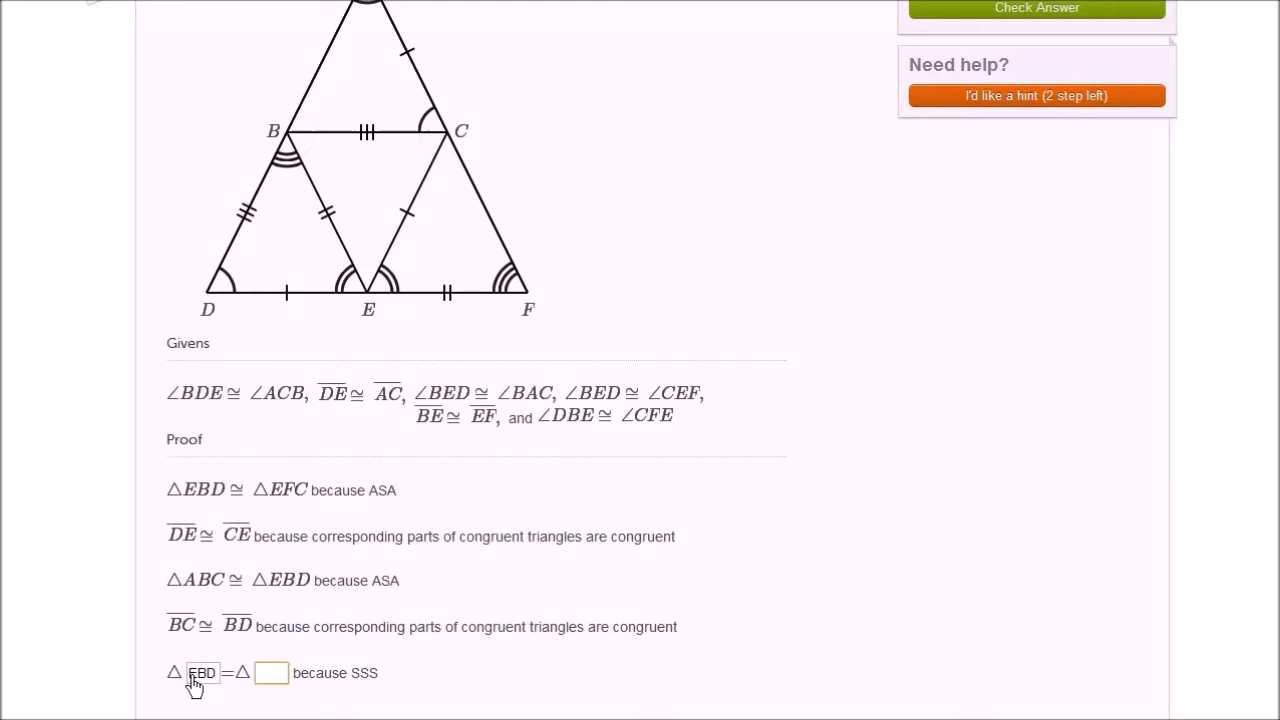 Check Answer
Need help?
I'd like a hint (2 step left)
B
C
D
E
F
Givens
∠BDE ≅ ∠ACB, DE ≅ AC, ∠BED ≅ ∠BAC, ∠BED ≅ ∠CEF,
BE ≅ EF, and ∠DBE ≅ ∠CFE
Proof
△EBD ≅ △EFC because ASA
DE ≅ CE because corresponding parts of congruent triangles are congruent
△ABC ≅ △EBD because ASA
BC ≅ BD because corresponding parts of congruent triangles are congruent
△ EBD =△ because SSS